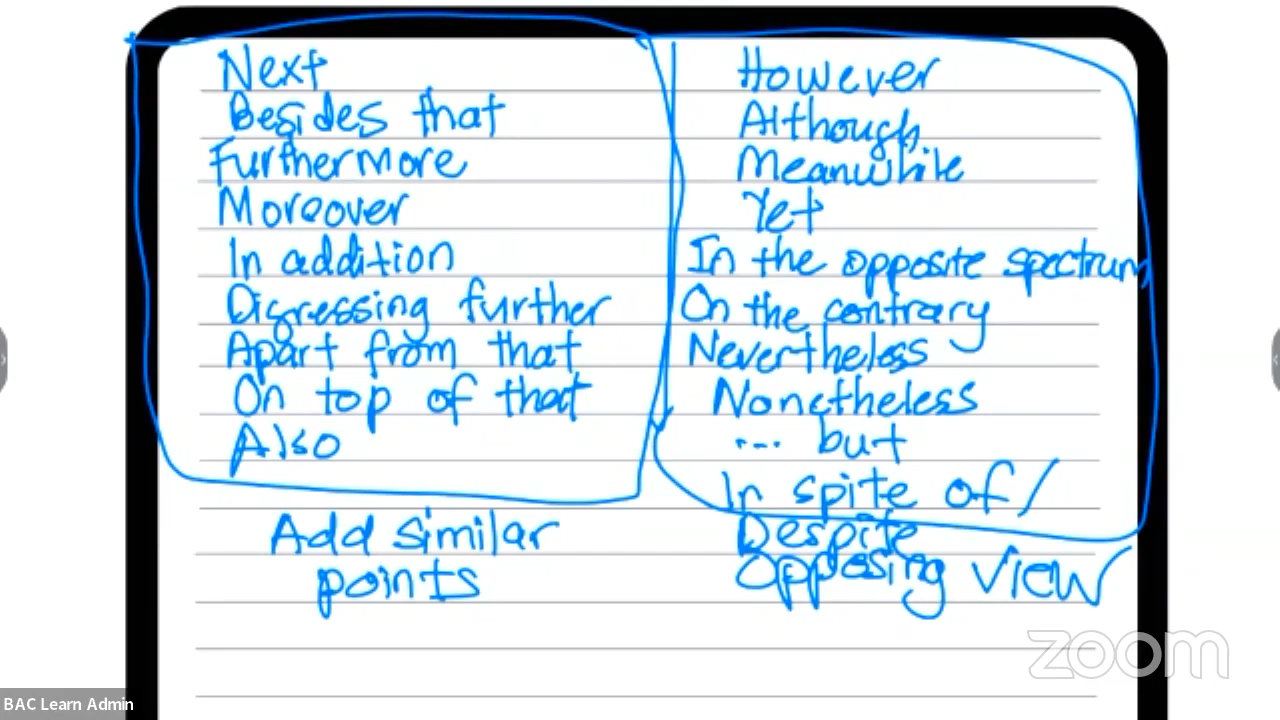 Next
Besides that
Furthermore
Moreover
In addition
Digressing further
Apart from that
On top of that
Also
Add similar
points
However
Although
Meanwhile
Yet
In the opposite spectrum
On the contrary
Nevertheless
Nonetheless
... but
In spite of/
Despite
Opposing view
zoom
BAC Learn Admin